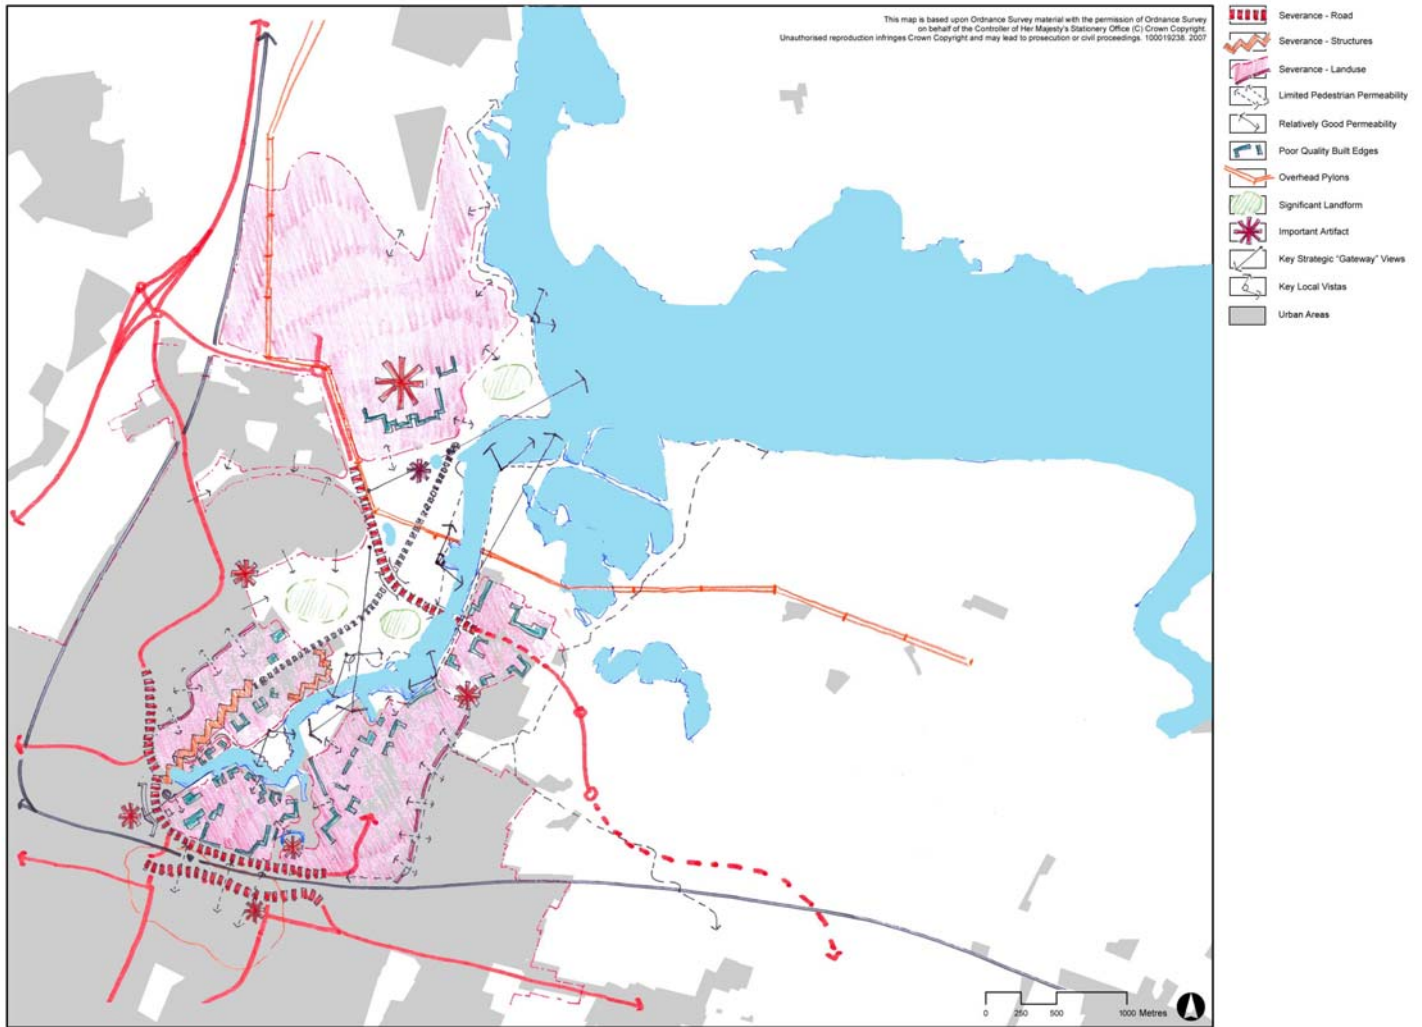 This map is based upon Ordnance Survey material with the permission of Ordnance Survey
on behalf of the Controller of Her Majesty's Stationery Office (C) Crown Copyright.
Unauthorised reproduction infringes Crown Copyright and may lead to prosecution or civil proceedings. 100019238. 2007
Severance - Road
Severance - Structures
Severance - Landuse
Limited Pedestrian Permeability
Relatively Good Permeability
Poor Quality Built Edges
Overhead Pylons
Significant Landform
Important Artifact
Key Strategic "Gateway" Views
Key Local Vistas
Urban Areas
0 250 500 1000 Metres